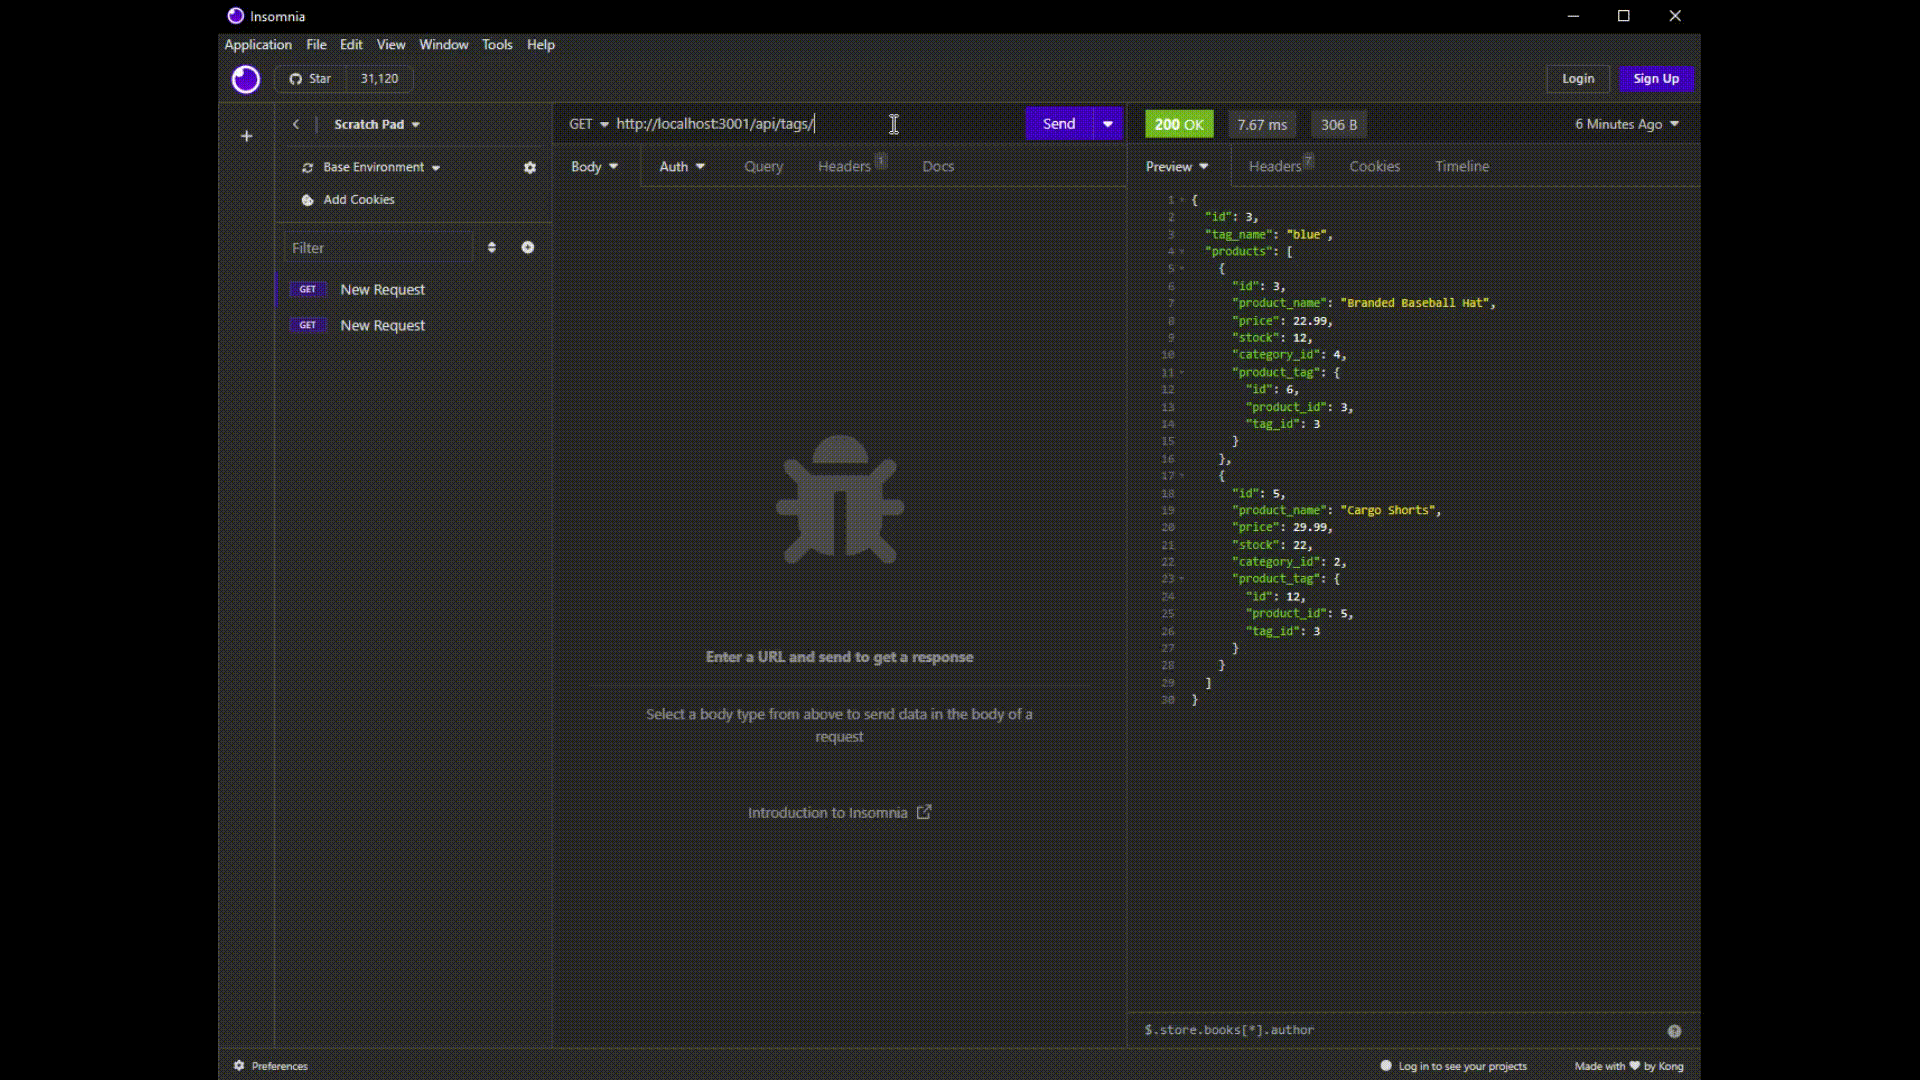 Insomnia
Application File Edit View Window Tools Help
Star 31,120
Login Sign Up
Scratch Pad
GET http://localhost:3001/api/tags/
Send
200 OK 7.67 ms 306 B
6 Minutes Ago
Base Environment
Add Cookies
Filter
GET New Request
GET New Request
Body Auth Query Headers 1 Docs
Enter a URL and send to get a response
Select a body type from above to send data in the body of a
request
Introduction to Insomnia
Preview Headers 7 Cookies Timeline
1 {
2 "id": 3,
3 "tag_name": "blue",
4 "products": [
5 {
6 "id": 3,
7 "product_name": "Branded Baseball Hat",
8 "price": 22.99,
9 "stock": 12,
10 "category_id": 4,
11 "product_tag": {
12 "id": 6,
13 "product_id": 3,
14 "tag_id": 3
15 }
16 },
17 {
18 "id": 5,
19 "product_name": "Cargo Shorts",
20 "price": 29.99,
21 "stock": 22,
22 "category_id": 2,
23 "product_tag": {
24 "id": 12,
25 "product_id": 5,
26 "tag_id": 3
27 }
28 }
29 ]
30 }
$.store.books[*].author
Preferences
Log in to see your projects
Made with ♥ by Kong